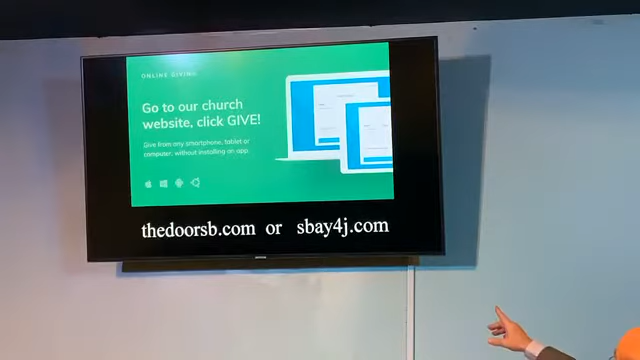 ONLINE GIVING
Go to our church
website, click GIVE!
Give from any smartphone, tablet or
computer, without installing an app.
thedoorsb.com or sbay4j.com